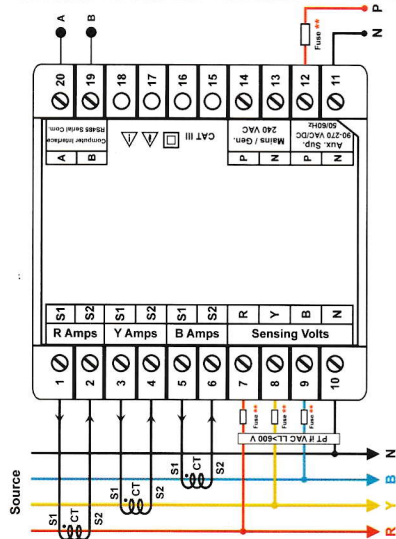 A
B
P
N
Fuse **
20
19
18
17
16
15
14
13
12
11
Computer Interface
RS485 Serial Com.
A
B
CAT III
Mains / Gen.
240 VAC
P
N
Aux. Sup.
90-270 VAC/DC
50/60Hz
P
N
S1
S2
S1
S2
S1
S2
R
Y
B
N
R Amps
Y Amps
B Amps
Sensing Volts
1
2
3
4
5
6
7
8
9
10
Fuse **
Fuse **
Fuse **
PT if VAC LL>600 V
Source
S1
CT
S2
S1
CT
S2
S1
CT
S2
N
B
Y
R